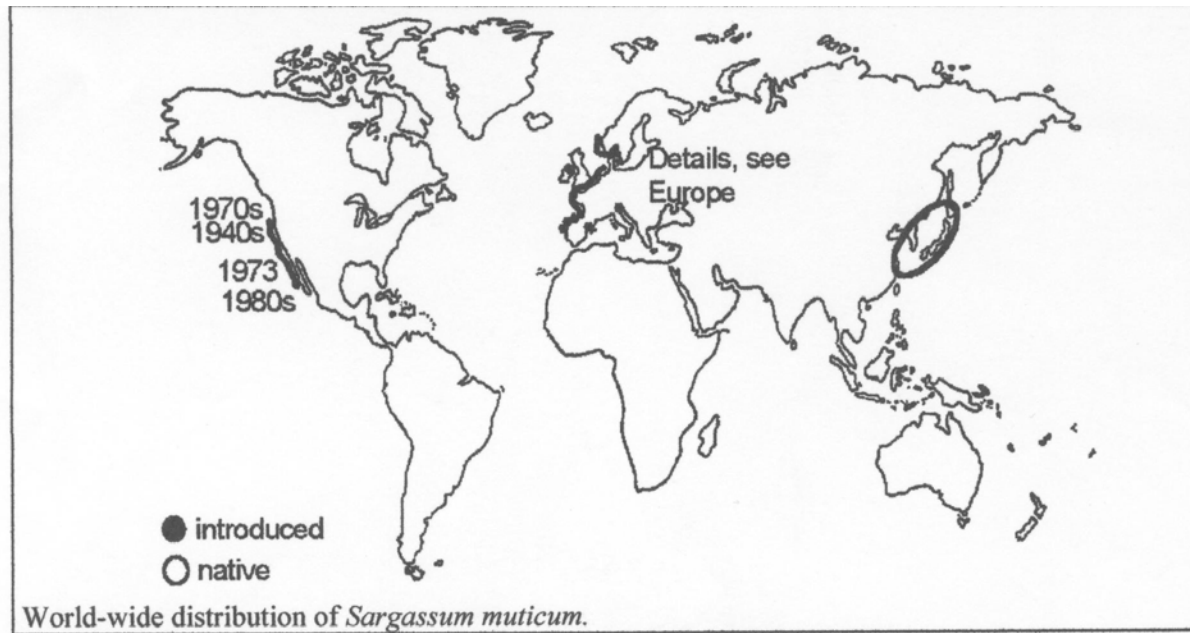 Details, see
Europe
1970s
1940s
1973
1980s
introduced
native
World-wide distribution of Sargassum muticum.